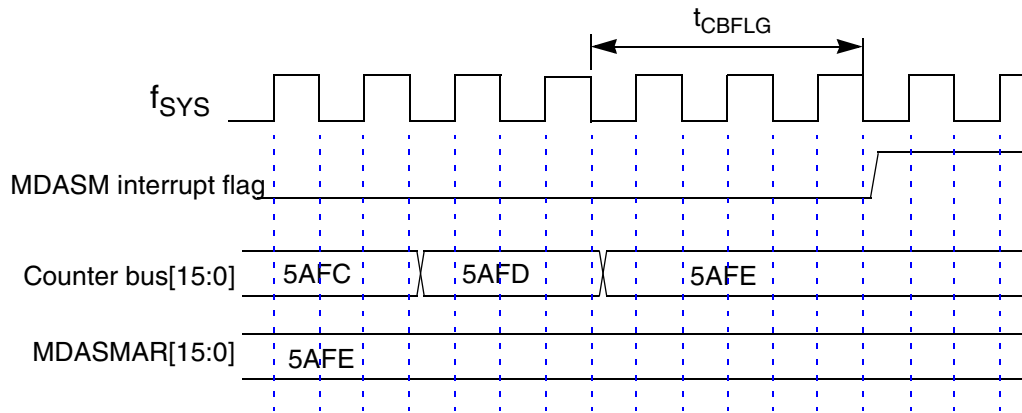 tCBFLG
fSYS
MDASM interrupt flag
Counter bus[15:0]
5AFC
5AFD
5AFE
MDASMAR[15:0]
5AFE